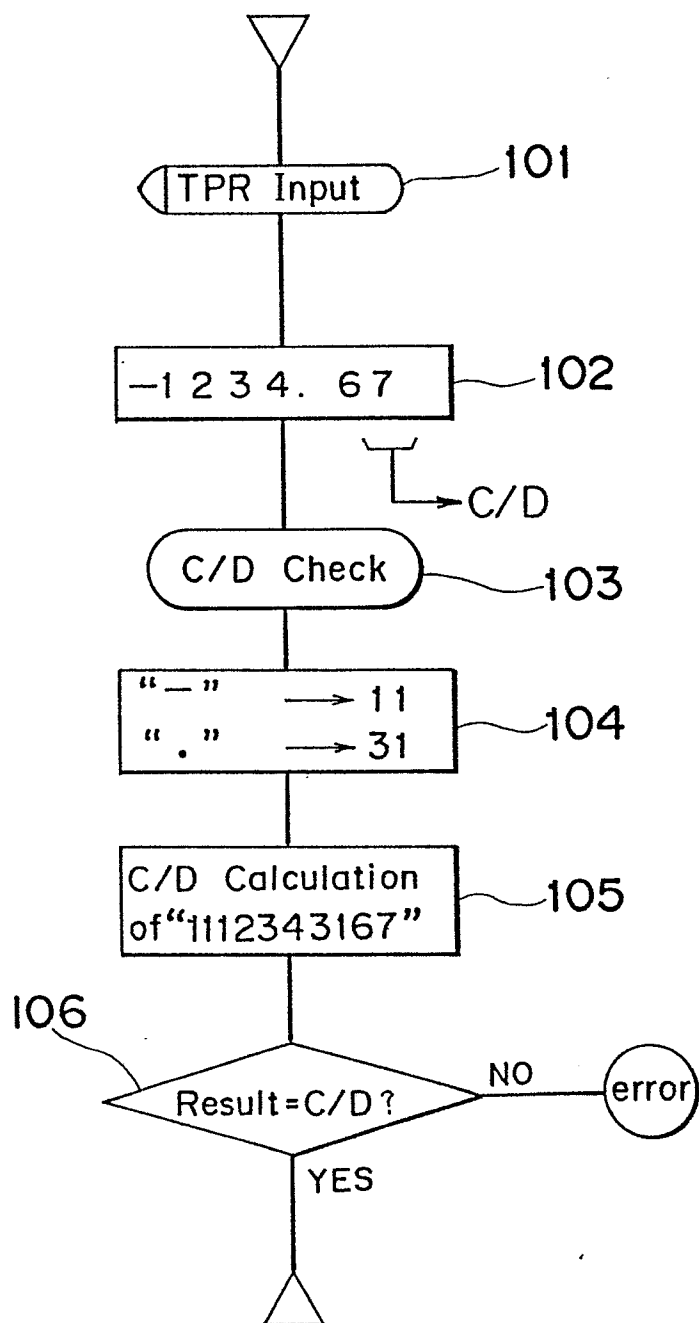 TPR Input
101
-1234.67
102
C/D
C/D Check
103
“-” → 11
“.” → 31
104
C/D Calculation
of “1112343167”
105
106
Result=C/D?
NO
error
YES